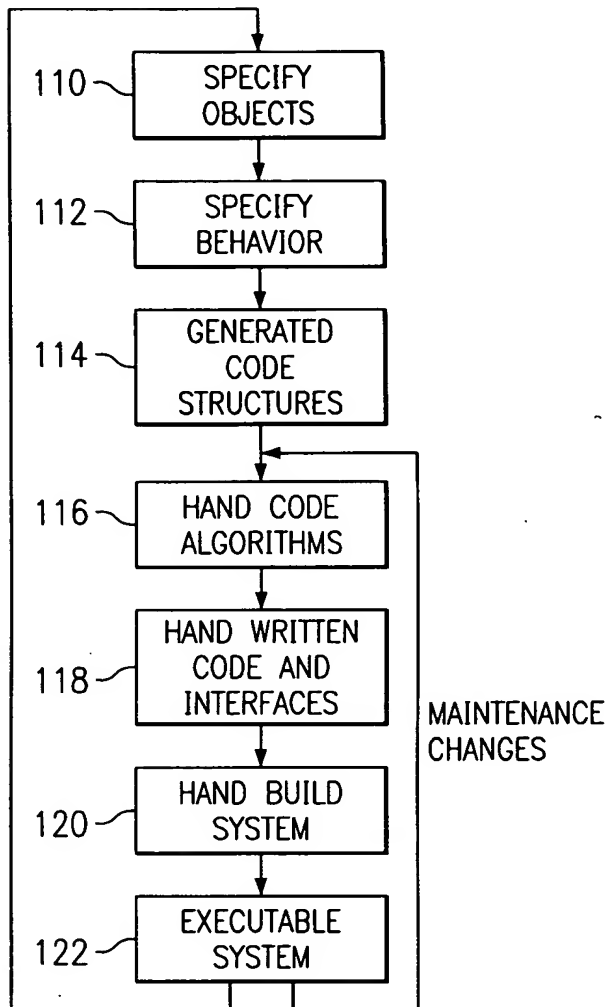 110
SPECIFY
OBJECTS
112
SPECIFY
BEHAVIOR
114
GENERATED
CODE
STRUCTURES
116
HAND CODE
ALGORITHMS
118
HAND WRITTEN
CODE AND
INTERFACES
MAINTENANCE
CHANGES
120
HAND BUILD
SYSTEM
122
EXECUTABLE
SYSTEM